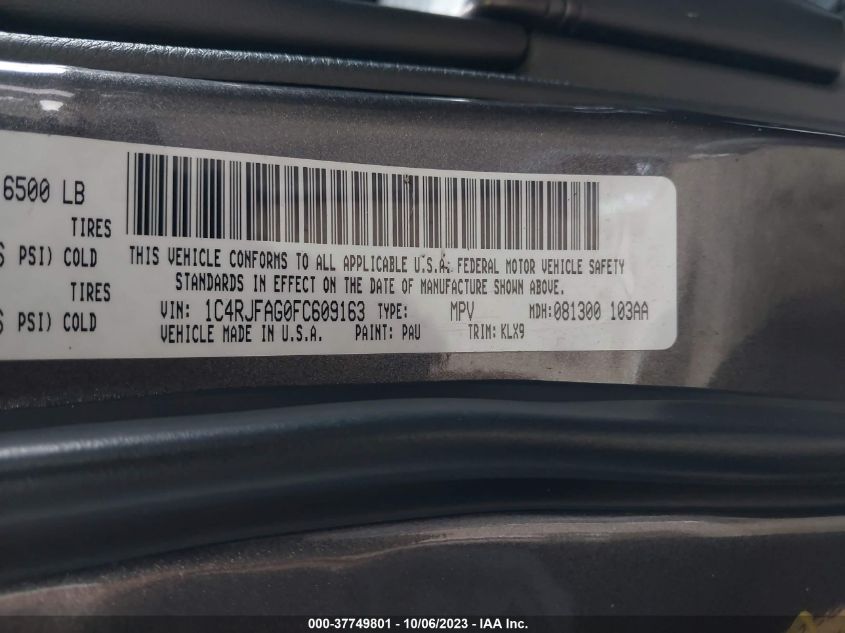 6500 LB
TIRES
PSI) COLD
TIRES
PSI) COLD
THIS VEHICLE CONFORMS TO ALL APPLICABLE U.S.A. FEDERAL MOTOR VEHICLE SAFETY
STANDARDS IN EFFECT ON THE DATE OF MANUFACTURE SHOWN ABOVE.
VIN: 1C4RJFAG0FC609163 TYPE: MPV MDH:081300 103AA
VEHICLE MADE IN U.S.A. PAINT: PAU TRIM: KLX9
000-37749801 - 10/06/2023 - IAA Inc.